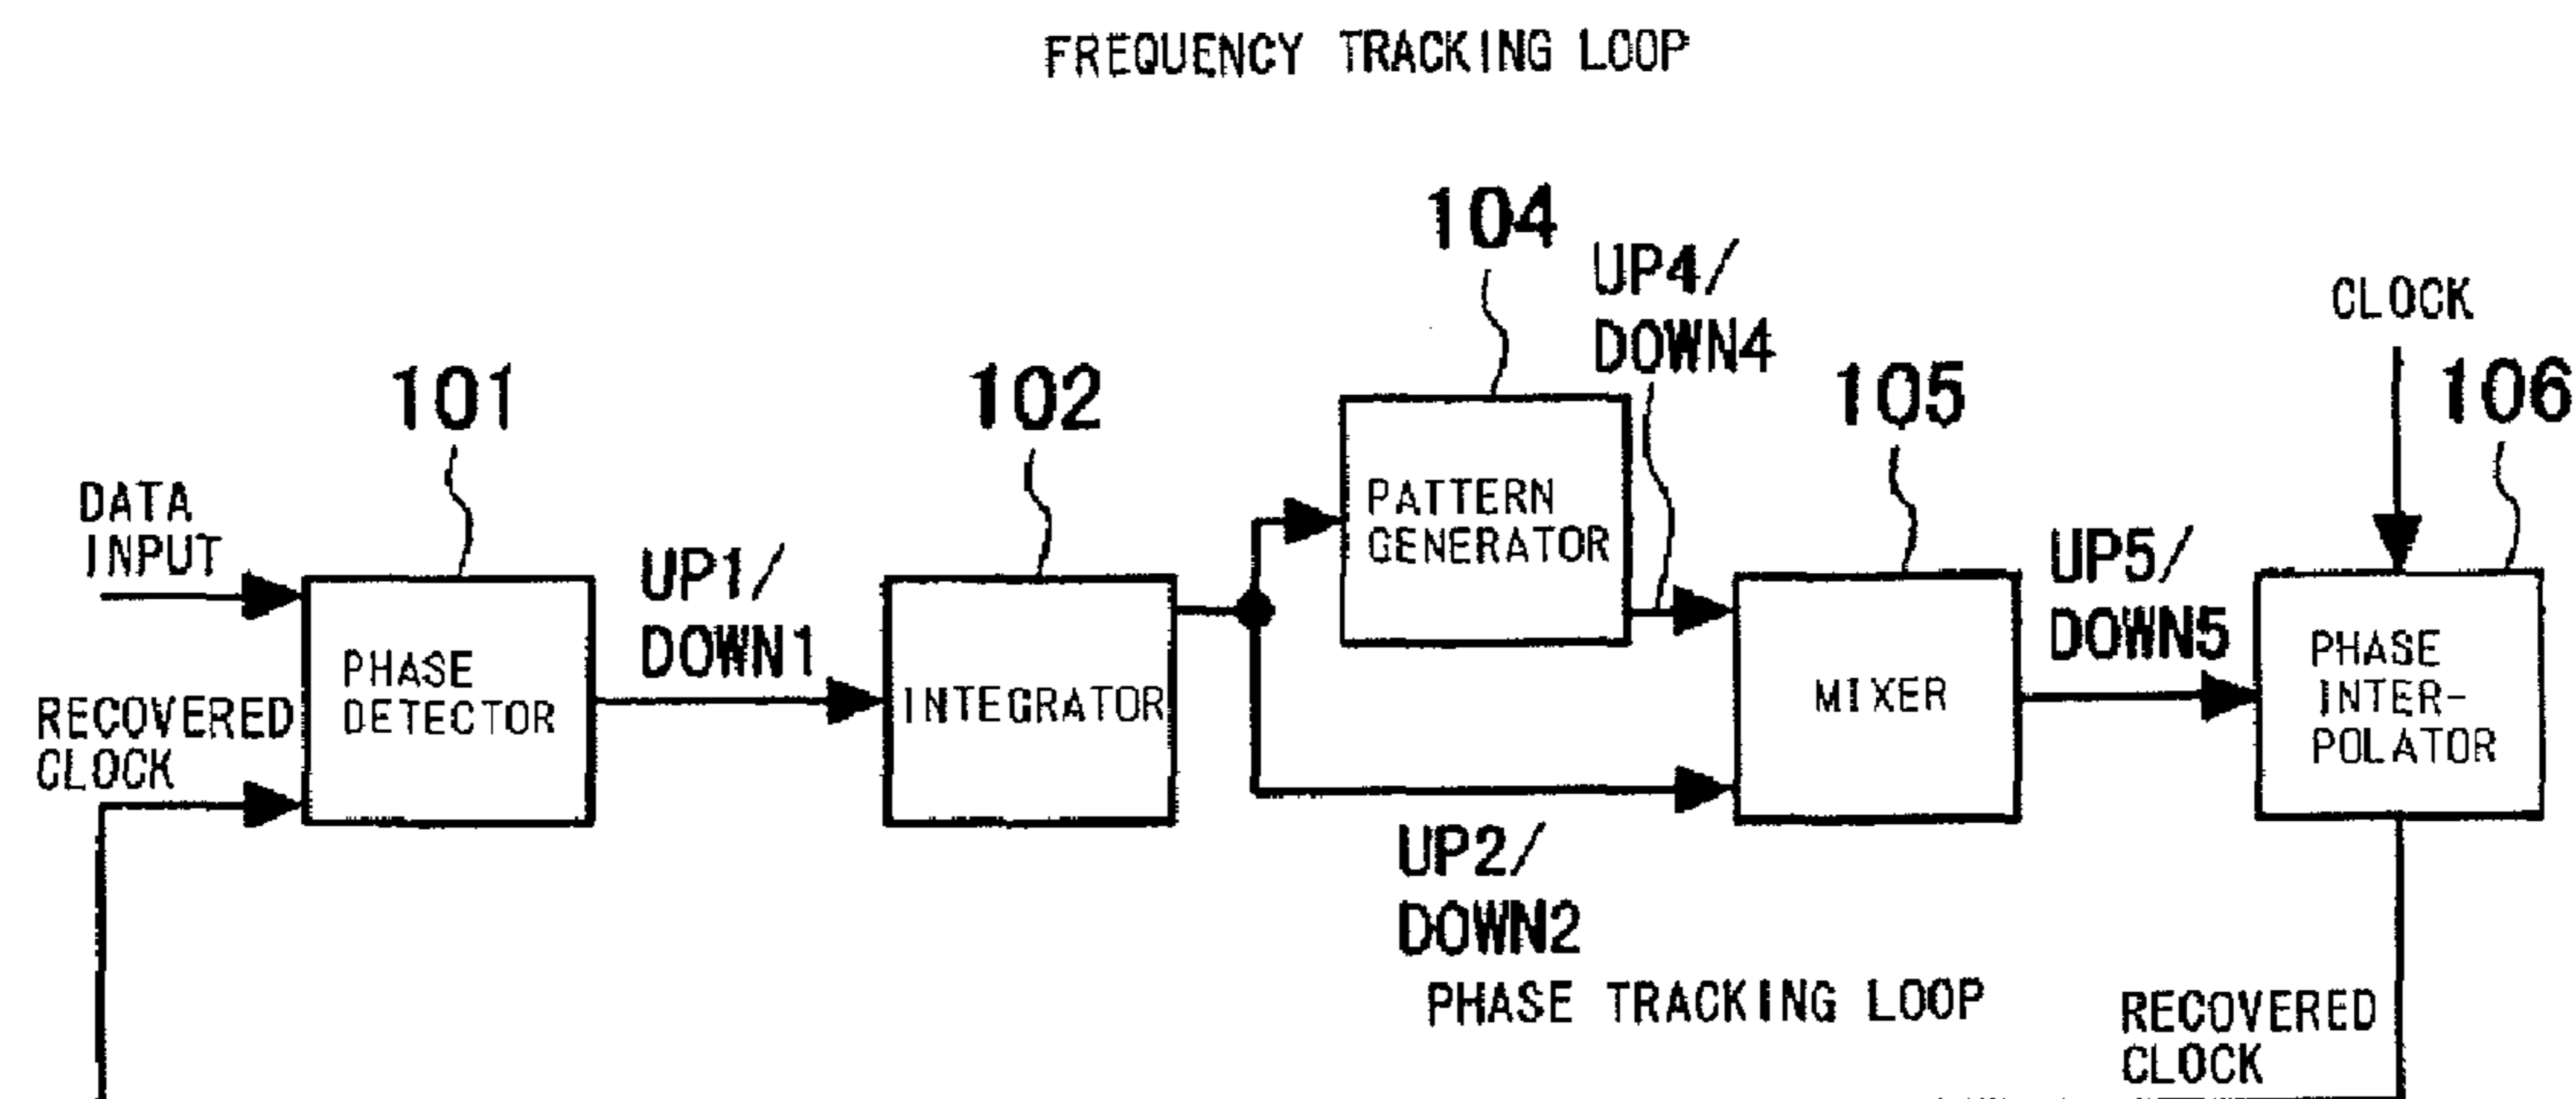 FREQUENCY TRACKING LOOP
104
UP4/
DOWN4
CLOCK
101
102
105
106
DATA
INPUT
PATTERN
GENERATOR
UP1/
DOWN1
UP5/
DOWN5
PHASE
DETECTOR
RECOVERED
CLOCK
INTEGRATOR
MIXER
PHASE
INTER-
POLATOR
UP2/
DOWN2
PHASE TRACKING LOOP
RECOVERED
CLOCK